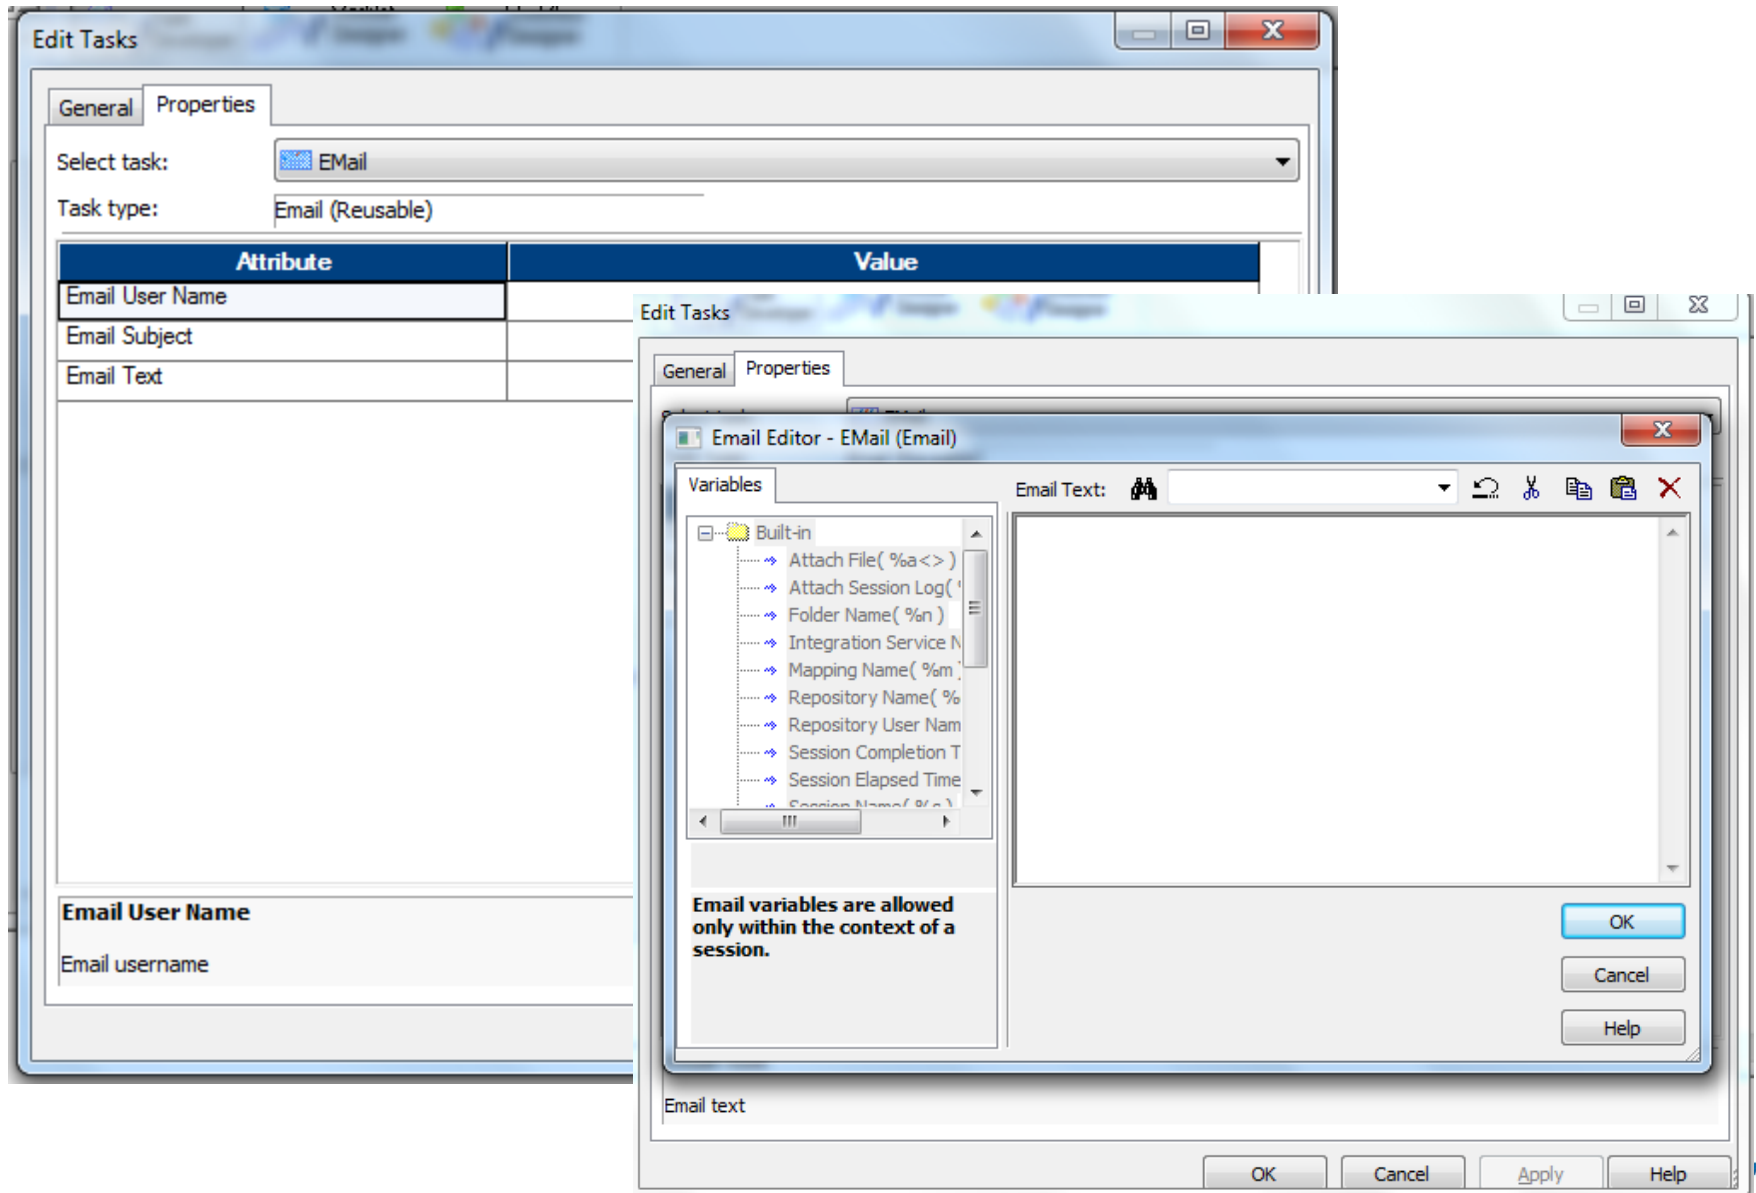 Edit Tasks
General Properties
Select task: EMail
Task type: Email (Reusable)
Attribute Value
Email User Name
Email Subject
Email Text
Email User Name
Email username
Edit Tasks
General Properties
Email Editor - EMail (Email)
Variables
Email Text:
Built-in
Attach File( %a<> )
Attach Session Log(
Folder Name( %n )
Integration Service
Mapping Name( %m
Repository Name( %
Repository User
Session Completion
Session Elapsed Time
Session Name(
Email variables are allowed
only within the context of a
session.
OK
Cancel
Help
Email text
OK Cancel Apply Help